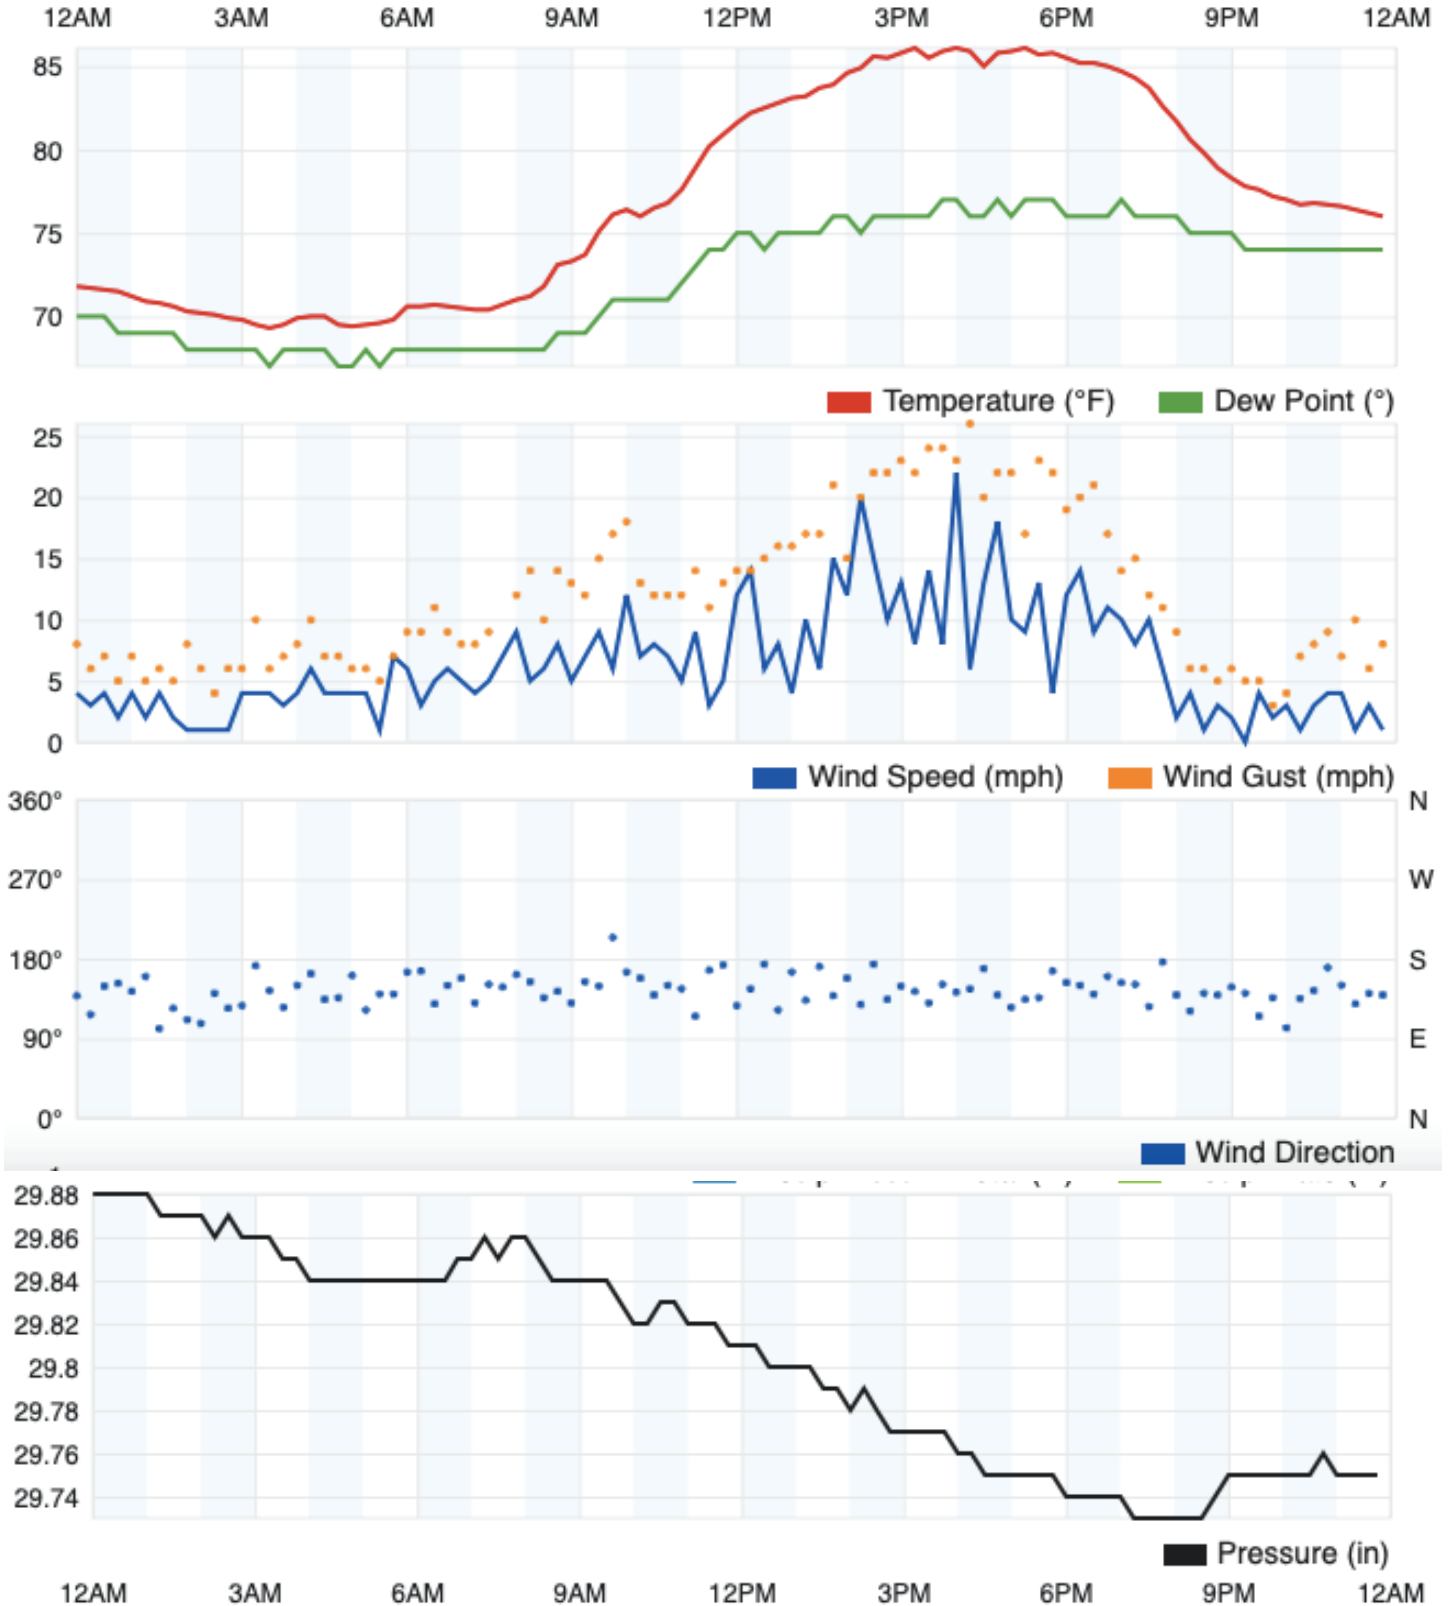 12AM 3AM 6AM 9AM 12PM 3PM 6PM 9PM 12AM
85
80
75
70
Temperature (°F) Dew Point (°)
25
20
15
10
5
0
Wind Speed (mph) Wind Gust (mph)
360° N
270° W
180° S
90° E
0° N
Wind Direction
29.88
29.86
29.84
29.82
29.8
29.78
29.76
29.74
Pressure (in)
12AM 3AM 6AM 9AM 12PM 3PM 6PM 9PM 12AM